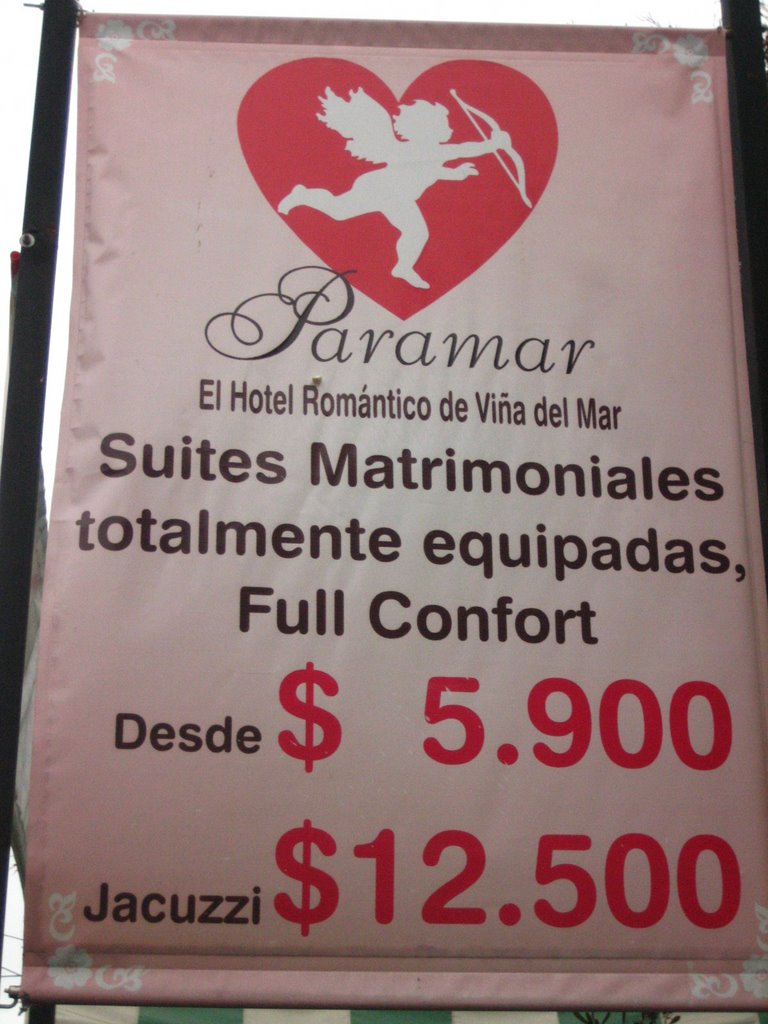 Paramar
El Hotel Romántico de Viña del Mar
Suites Matrimoniales
totalmente equipadas,
Full Confort
Desde $ 5.900
Jacuzzi $12.500